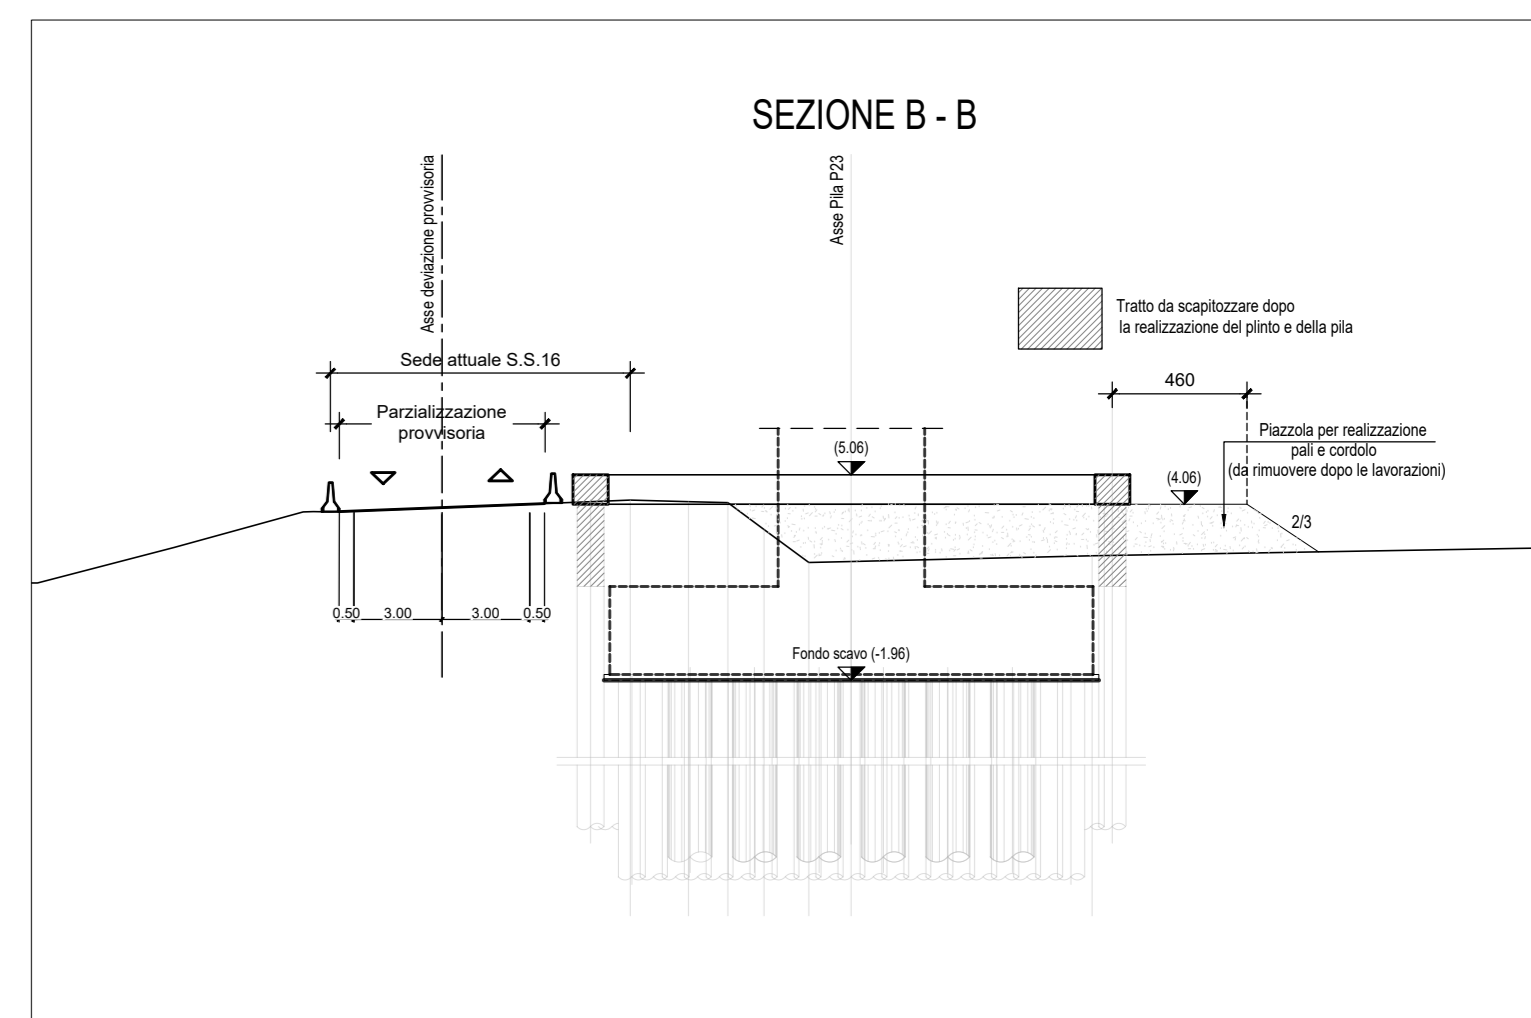 SEZIONE B - B
Asse deviazione provvisoria
Asse Pila P23
Tratto da scapitozzare dopo
la realizzazione del plinto e della pila
Sede attuale S.S.16
460
Parzializzazione
provvisoria
Piazzola per realizzazione
pali e cordolo
(da rimuovere dopo le lavorazioni)
(5.06)
(4.06)
2/3
0.50 3.00 3.00 0.50
Fondo scavo (-1.96)